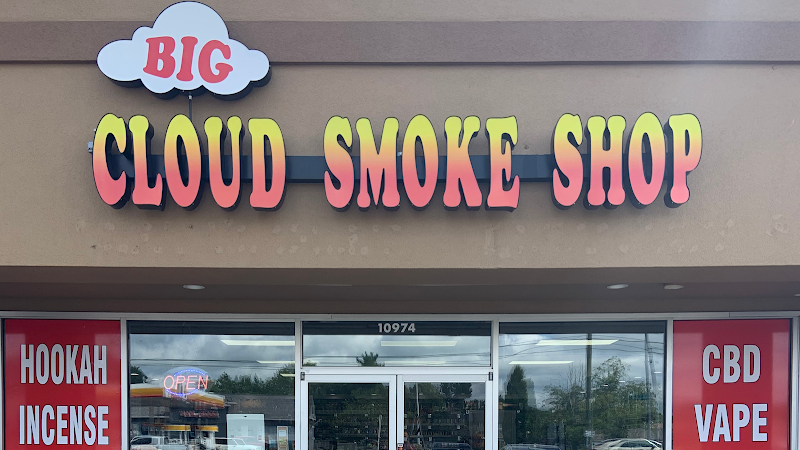 BIG
CLOUD SMOKE SHOP
10974
HOOKAH
INCENSE
OPEN
CBD
VAPE